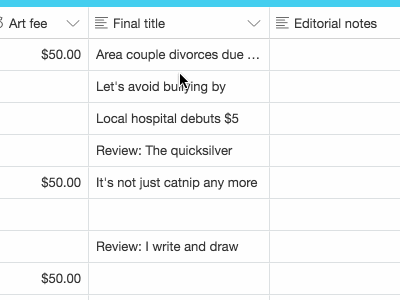 Art fee Final title Editorial notes
$50.00 Area couple divorces due ...
Let's avoid bullying by
Local hospital debuts $5
Review: The quicksilver
$50.00 It's not just catnip any more
Review: I write and draw
$50.00